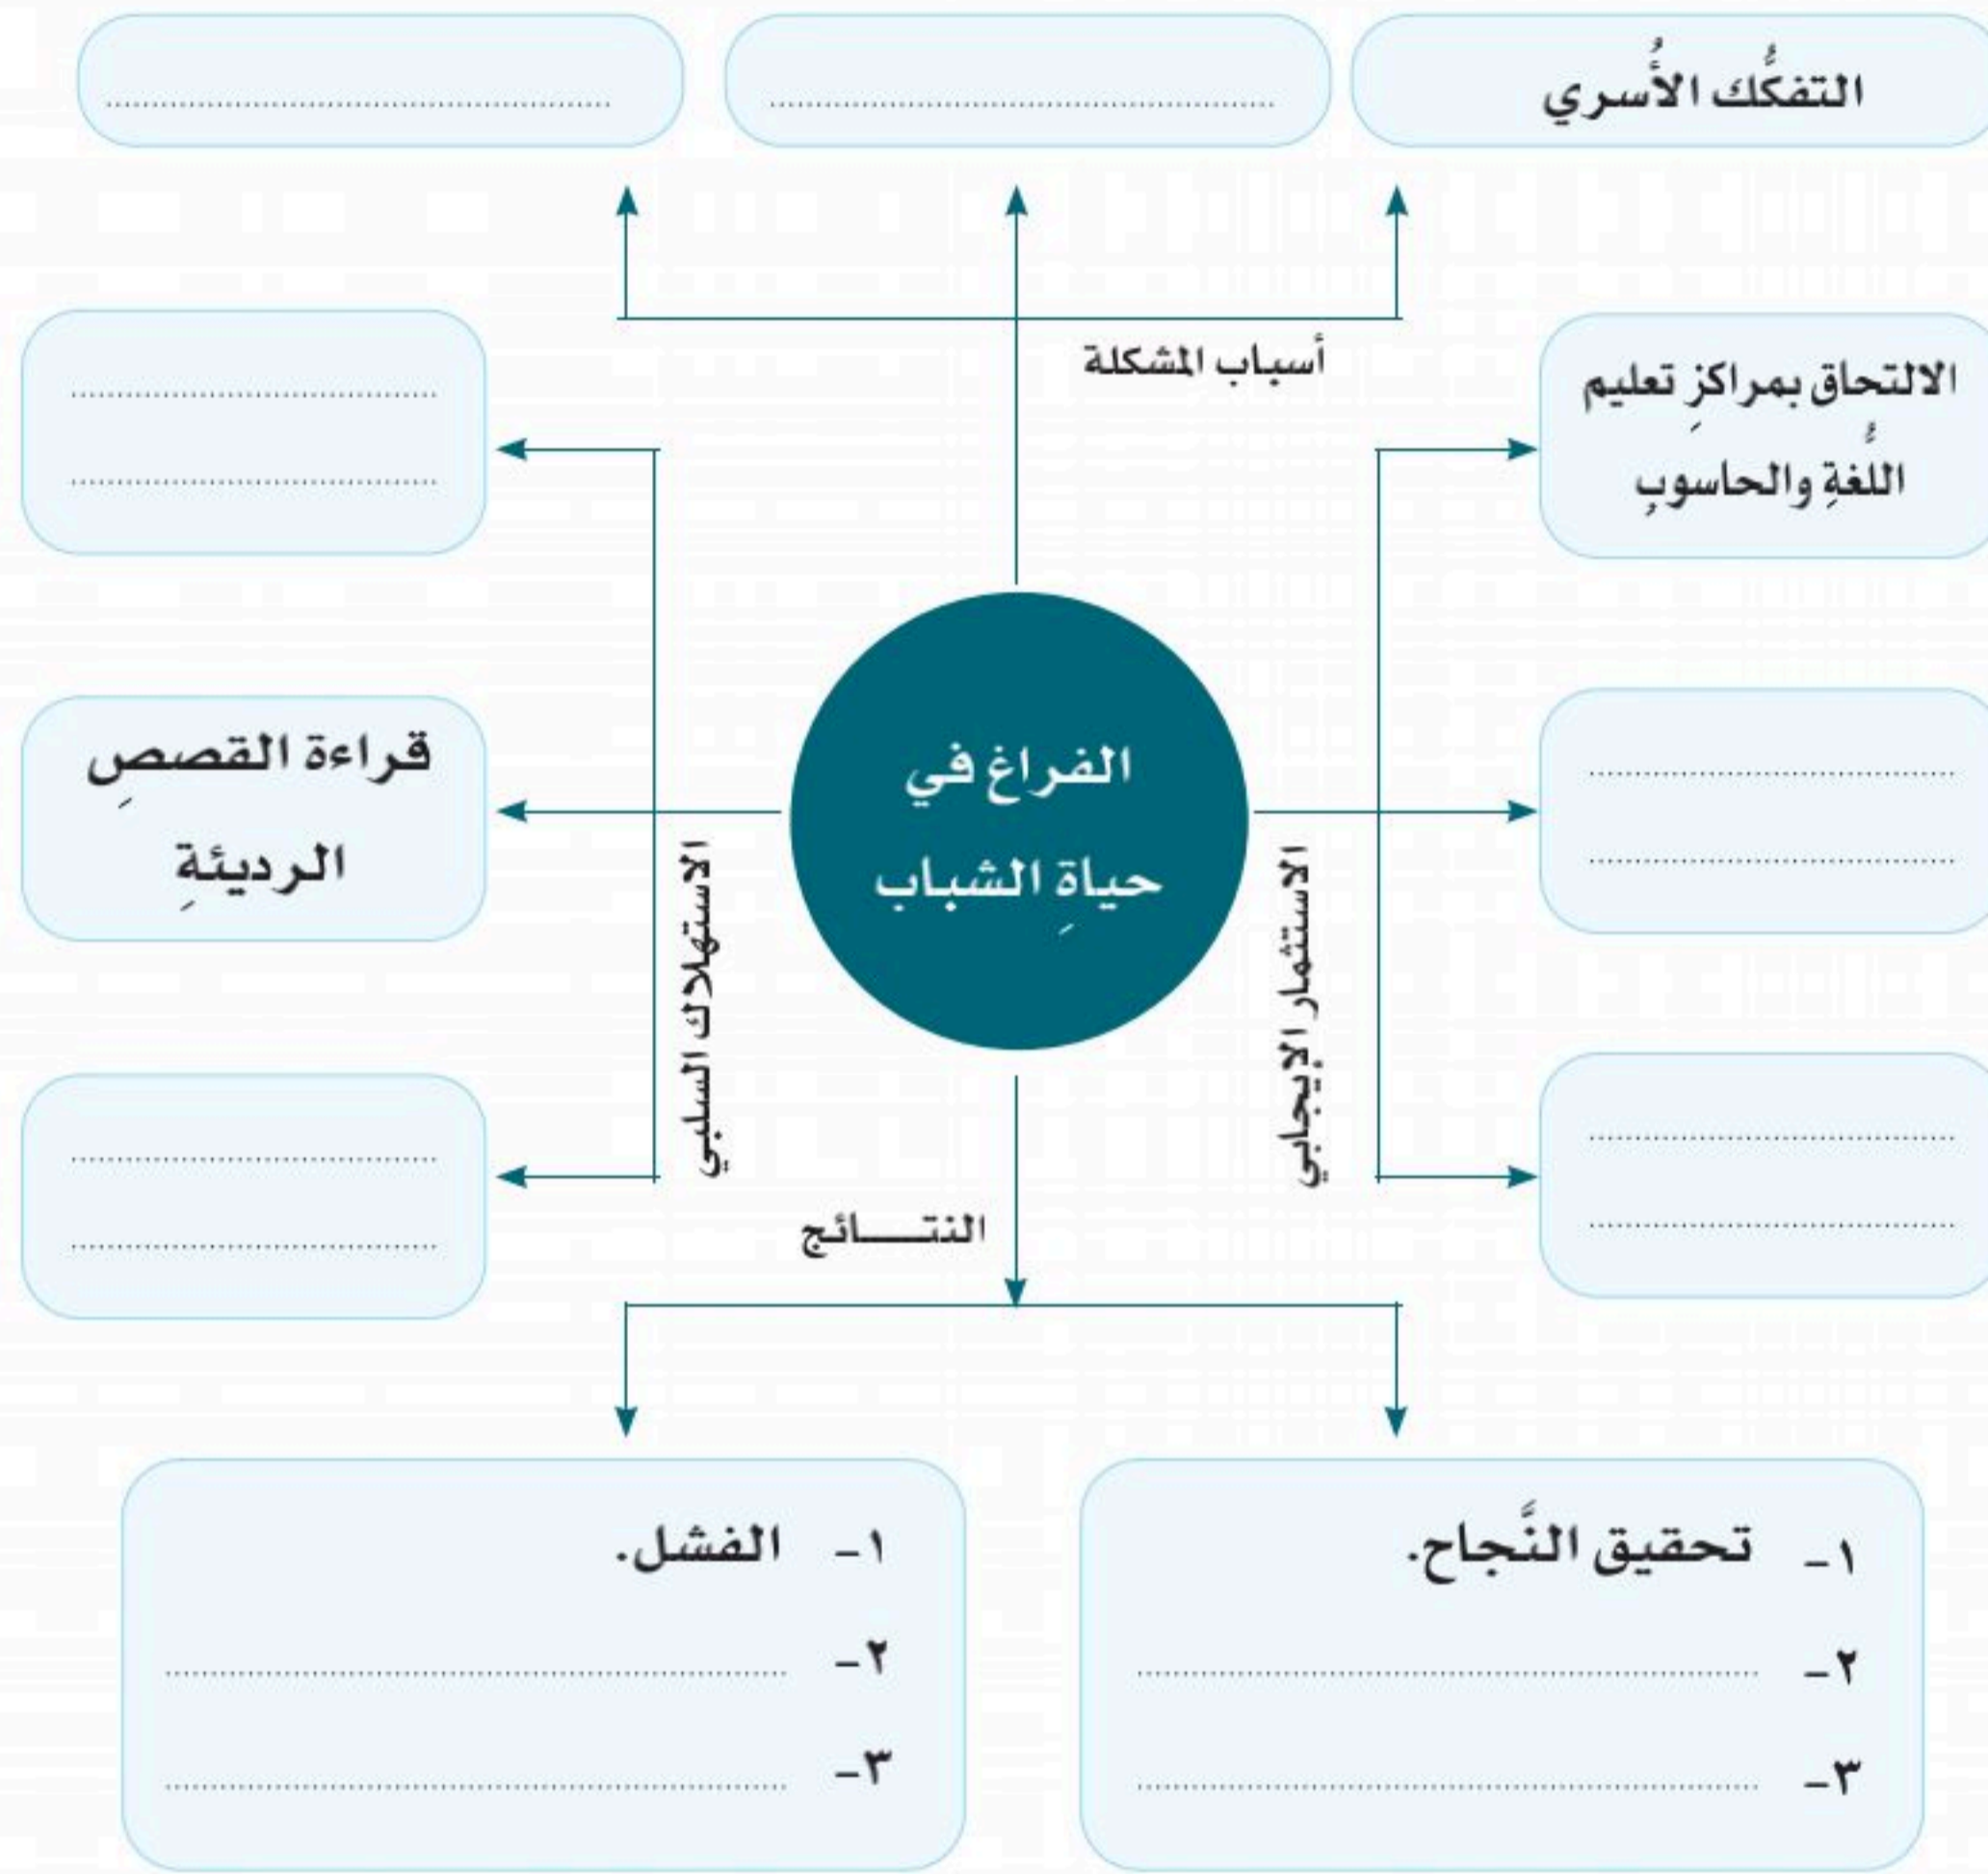 التفكُّك الأُسري
أسباب المشكلة
الالتحاق بمراكزِ تعليم
اللُّغةِ والحاسوبِ
الفراغ في
حياةِ الشباب
قراءة القصصِ
الرديئةِ
الاستثمار الإيجابي
الاستهلاك السلبي
النتـــائج
١- تحقيق النَّجاح.
٢-
٣-
١- الفشل.
٢-
٣-